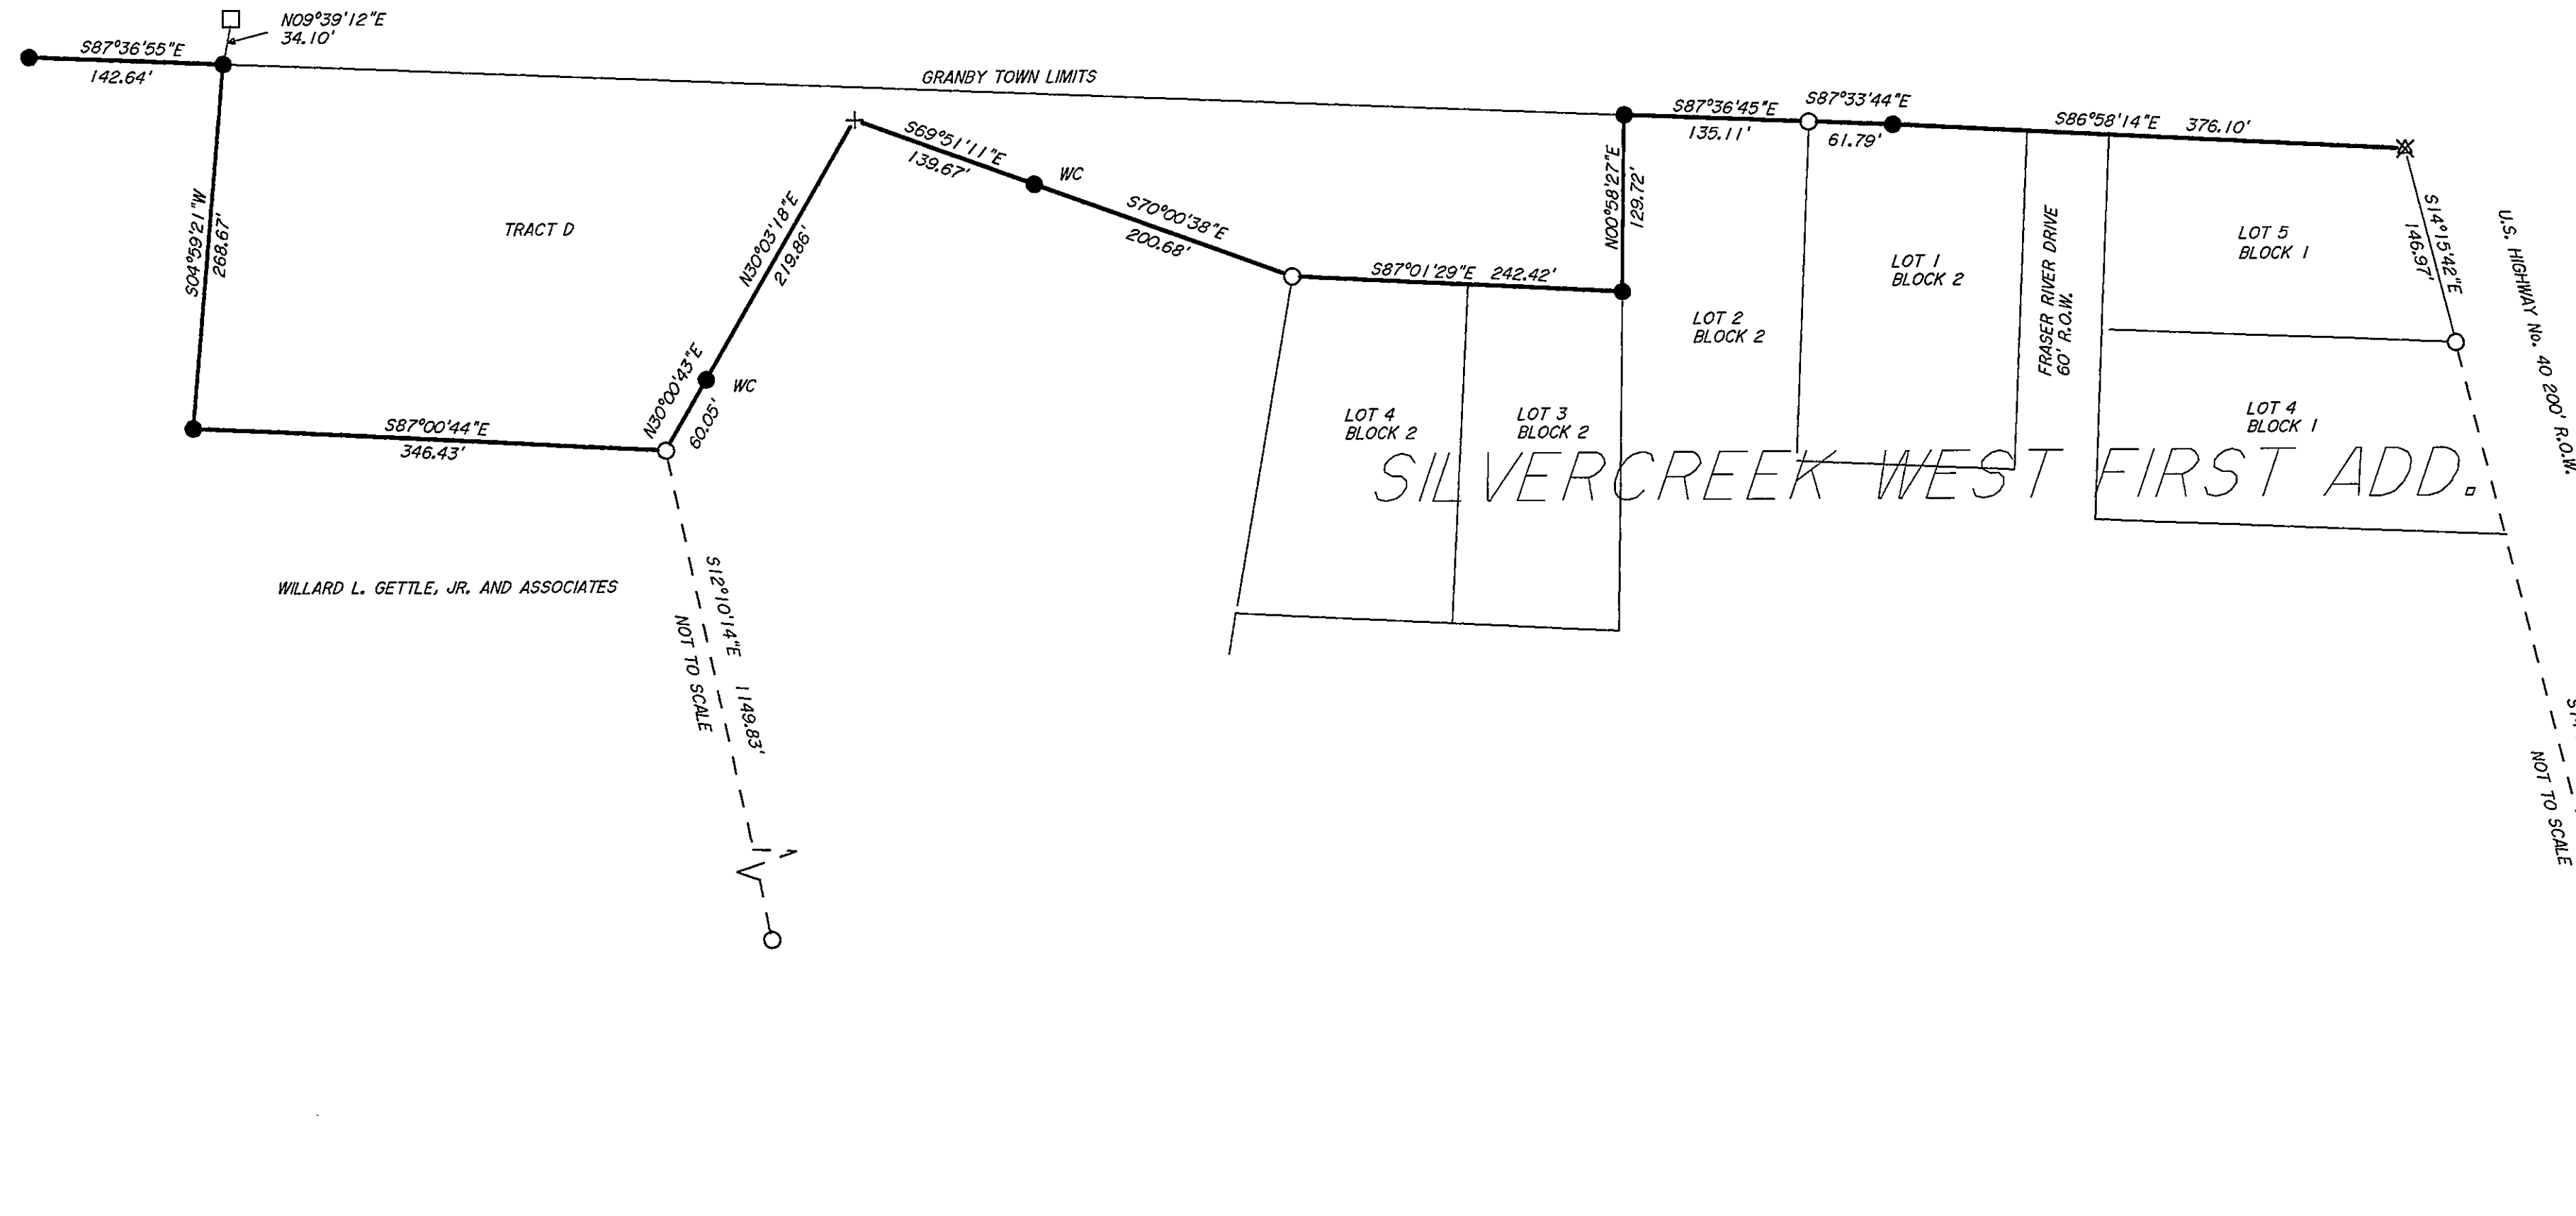 N09°39'12"E
34.10'
S87°36'55"E
142.64'
GRANBY TOWN LIMITS
S87°36'45"E
135.11'
S87°33'44"E
61.79'
S86°58'14"E 376.10'
S69°51'11"E
139.67'
WC
S70°00'38"E
200.68'
N00°58'27"E
129.72'
S04°59'21"W
268.67'
TRACT D
N30°03'18"E
219.86'
S87°01'29"E 242.42'
LOT 1
BLOCK 2
FRASER RIVER DRIVE
60' R.O.W.
LOT 5
BLOCK 1
S14°15'42"E
146.97'
U.S. HIGHWAY No. 40 200' R.O.W.
LOT 2
BLOCK 2
N30°00'43"E
60.05'
WC
S87°00'44"E
346.43'
LOT 4
BLOCK 2
LOT 3
BLOCK 2
LOT 4
BLOCK 1
SILVERCREEK WEST FIRST ADD.
WILLARD L. GETTLE, JR. AND ASSOCIATES
S12°10'14"E 1149.83'
NOT TO SCALE
NOT TO SCALE